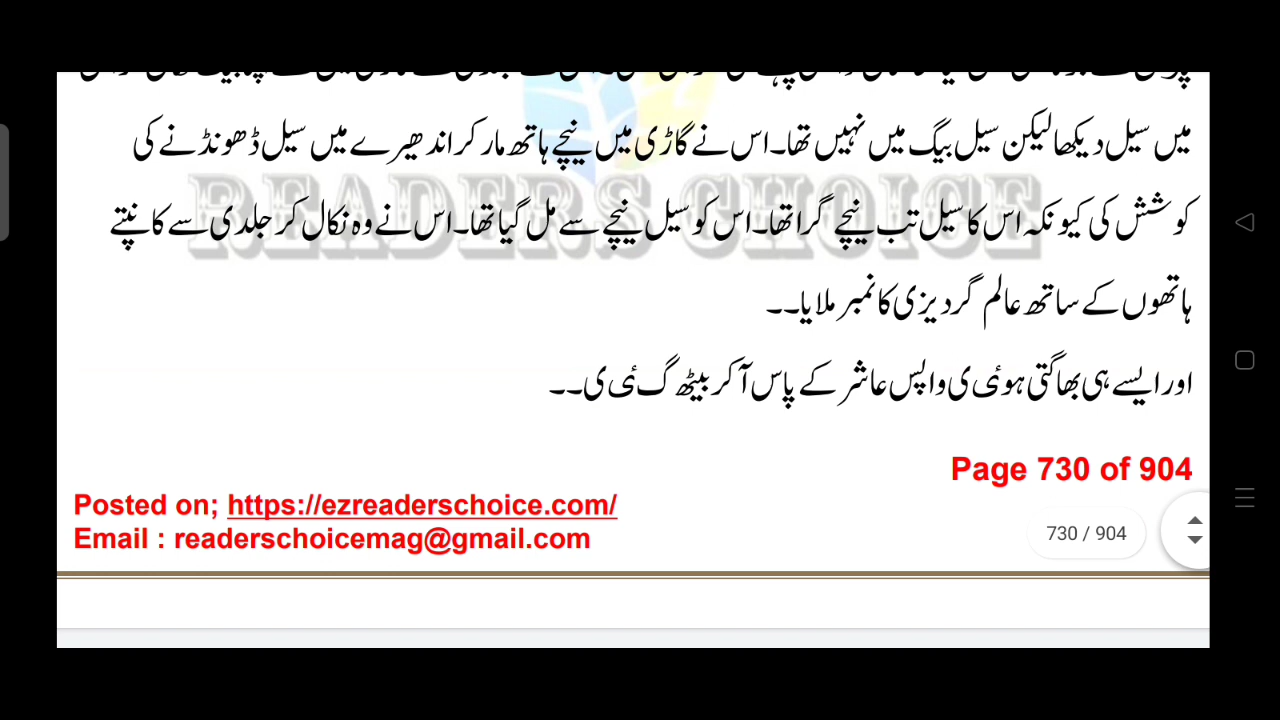 میں سیل دیکھا لیکن سیل بیگ میں نہیں تھا۔ اس نے گاڑی میں نیچے ہاتھ مار کر اندھیرے میں سیل ڈھونڈنے کی
READERS CHOICE
کوشش کی کیونکہ اس کا سیل تب نیچے گرا تھا۔ اس کو سیل نیچے سے مل گیا تھا۔ اس نے وہ نکال کر جلدی سے کانپتے
ہاتھوں کے ساتھ عالم گردیزی کا نمبر ملایا۔۔
اور ایسے ہی بھاگتی ہوئ ی واپس عاشر کے پاس آ کر بیٹھ گ ئ ی۔۔
Page 730 of 904
Posted on; https://ezreaderschoice.com/
Email : readerschoicemag@gmail.com
730 / 904